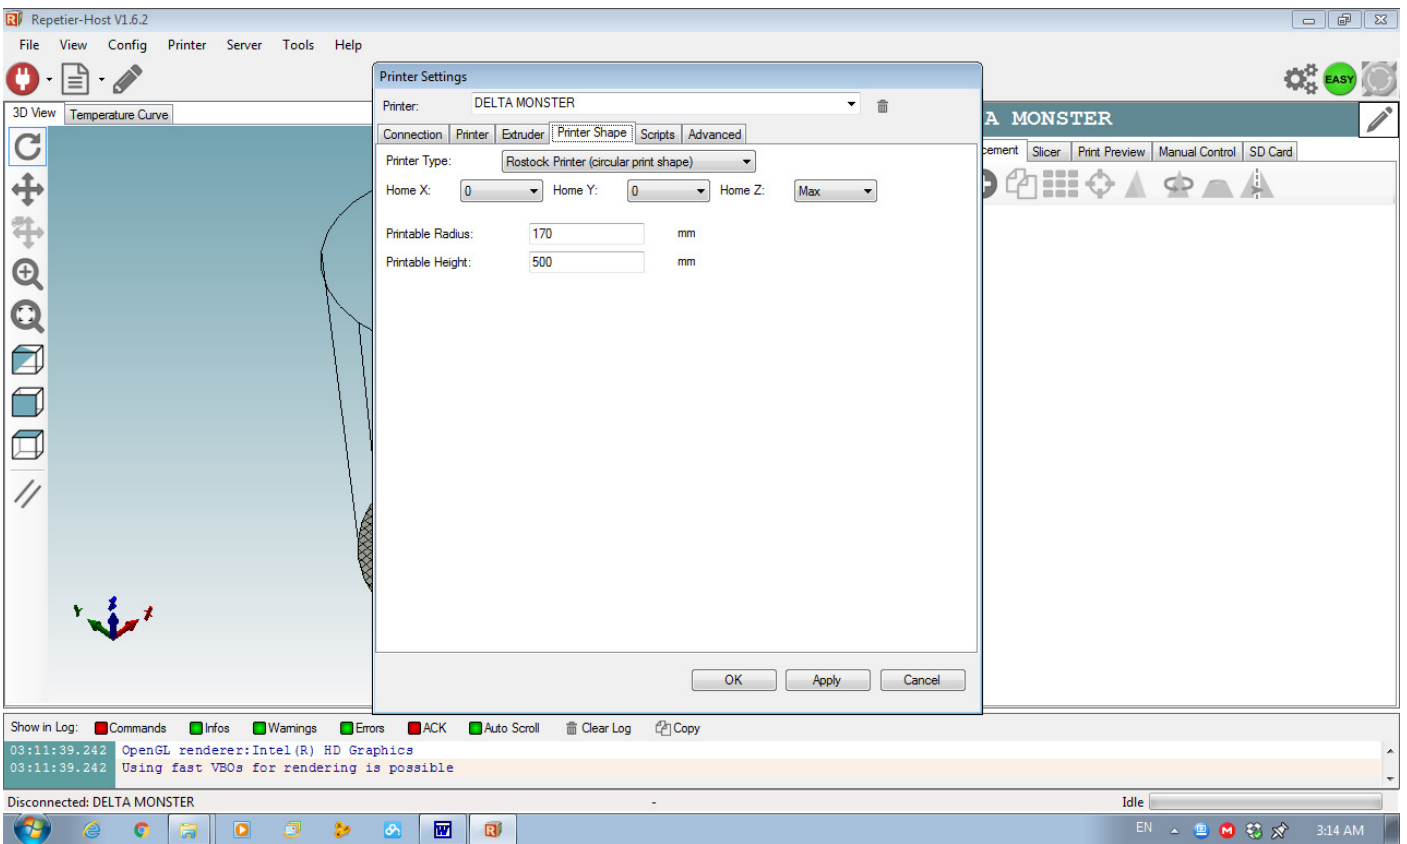 Repetier-Host V1.6.2
File View Config Printer Server Tools Help
EASY
3D View Temperature Curve
A MONSTER
cement Slicer Print Preview Manual Control SD Card
Printer Settings
Printer: DELTA MONSTER
Connection Printer Extruder Printer Shape Scripts Advanced
Printer Type: Rostock Printer (circular print shape)
Home X: 0 Home Y: 0 Home Z: Max
Printable Radius: 170 mm
Printable Height: 500 mm
OK Apply Cancel
Y Z X
Show in Log: Commands Infos Warnings Errors ACK Auto Scroll Clear Log Copy
03:11:39.242 OpenGL renderer:Intel(R) HD Graphics
03:11:39.242 Using fast VBOs for rendering is possible
Disconnected: DELTA MONSTER - Idle
EN 3:14 AM